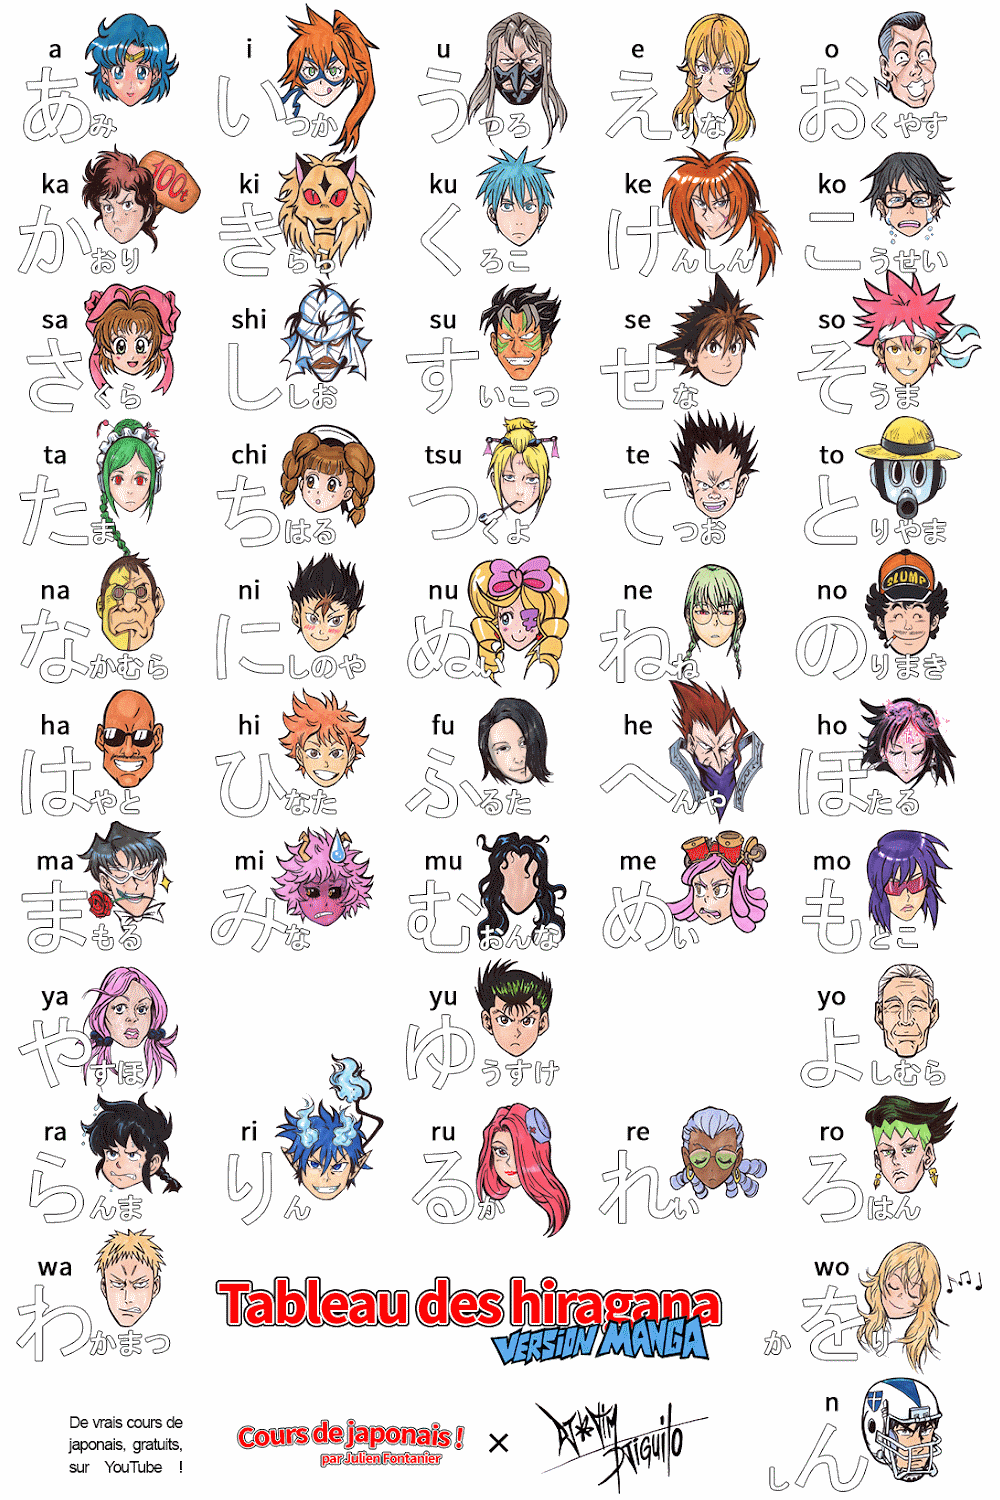 a i u e o
あみ いつか うつろ えりな おくやす
ka ki ku ke ko
100t
かおり きらら くろこ けんしん こうせい
sa shi su se so
さくら ししお すいこつ せな そうま
ta chi tsu te to
たま ちはる つくよ てつお とりやま
na ni nu ne no
SLUMP
なかむら にしのや ぬい ねね のりまき
ha hi fu he ho
はやと ひなた ふるた へんや ほたる
ma mi mu me mo
まもる みな むおんな めい もとこ
ya yu yo
やすほ ゆうすけ よしむら
ra ri ru re ro
らんま りん るか れい ろはん
wa wo
わかまつ かをり
Tableau des hiragana
VERSION MANGA
n
しん
De vrais cours de
japonais, gratuits,
sur YouTube !
Cours de japonais !
par Julien Fontanier
×